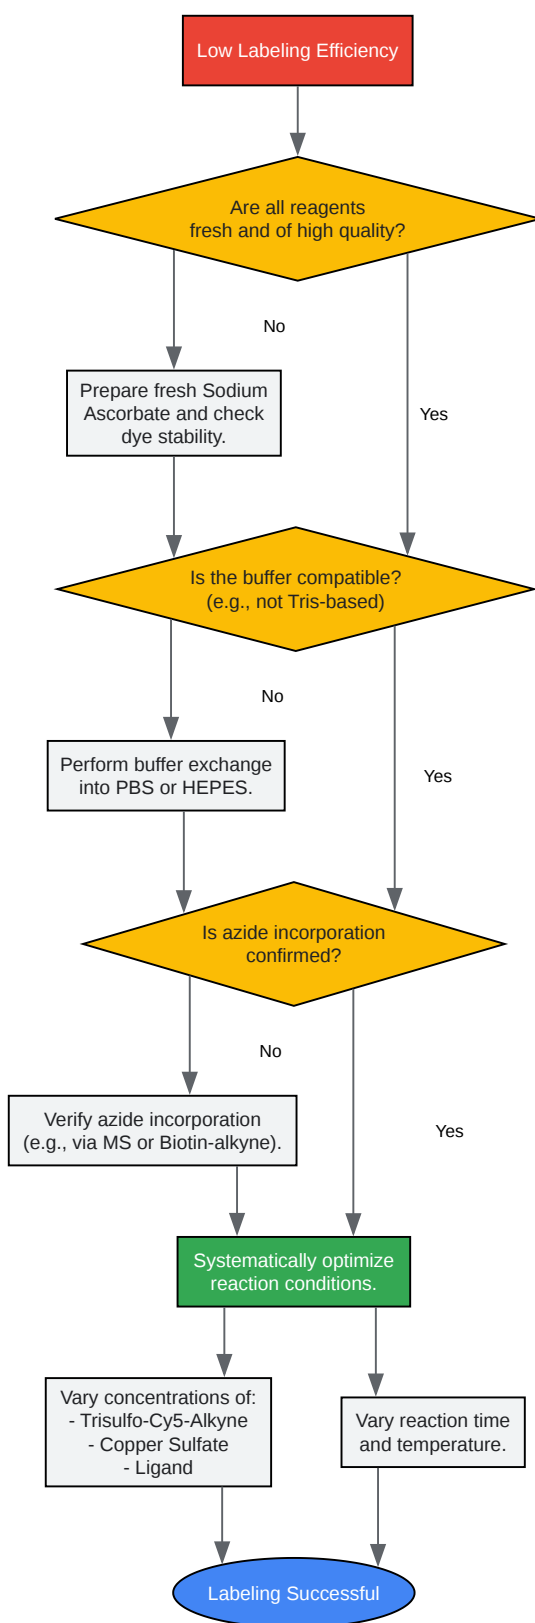 Low Labeling Efficiency
Are all reagents
fresh and of high quality?
No
Prepare fresh Sodium
Ascorbate and check
dye stability.
Yes
Is the buffer compatible?
(e.g., not Tris-based)
No
Perform buffer exchange
into PBS or HEPES.
Yes
Is azide incorporation
confirmed?
No
Verify azide incorporation
(e.g., via MS or Biotin-alkyne).
Yes
Systematically optimize
reaction conditions.
Vary concentrations of:
- Trisulfo-Cy5-Alkyne
- Copper Sulfate
- Ligand
Vary reaction time
and temperature.
Labeling Successful